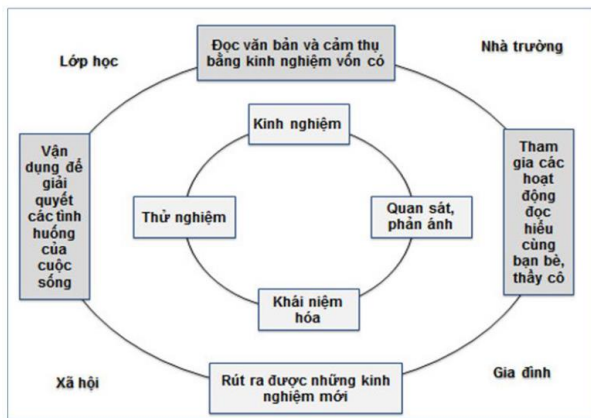 Lớp học
Đọc văn bản và cảm thụ
bằng kinh nghiệm vốn có
Nhà trường
Kinh nghiệm
Vận
dụng để
giải
quyết
các tình
huống
của
cuộc
sống
Thử nghiệm
Quan sát,
phản ánh
Tham
gia các
hoạt
động
đọc
hiểu
cùng
bạn bè,
thầy cô
Khái niệm
hóa
Xã hội
Rút ra được những kinh
nghiệm mới
Gia đình